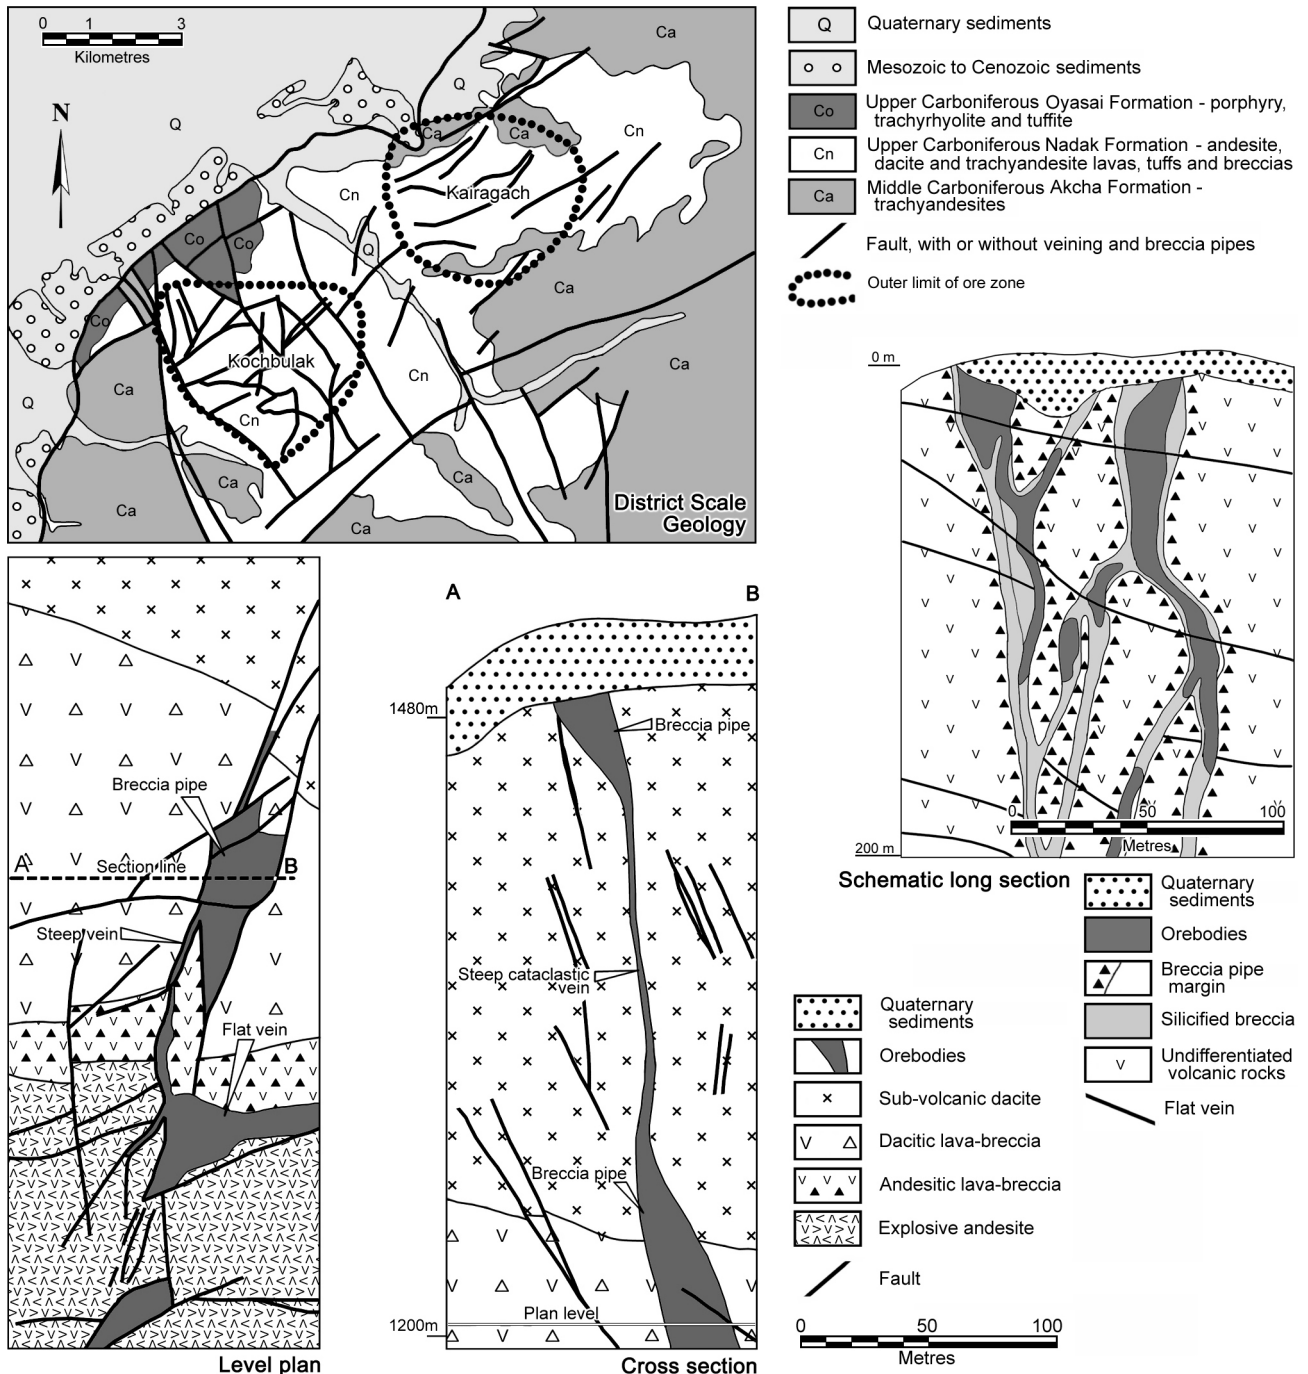 0 1 3
Kilometres
N
Q
Q
Ca
Cn
Ca
Ca
Cn
Kairagach
Q
Co
Co
Ca
Co
Kochbulak
Ca
Cn
Ca
Q
Cn
Ca
Ca
Ca
Ca
District Scale
Geology
Q Quaternary sediments
Mesozoic to Cenozoic sediments
Co Upper Carboniferous Oyasai Formation - porphyry,
trachyrhyolite and tuffite
Cn Upper Carboniferous Nadak Formation - andesite,
dacite and trachyandesite lavas, tuffs and breccias
Ca Middle Carboniferous Akcha Formation -
trachyandesites
Fault, with or without veining and breccia pipes
Outer limit of ore zone
0 m
200 m
0 50 100
Metres
Schematic long section
Quaternary
sediments
Orebodies
Breccia pipe
margin
Silicified breccia
Undifferentiated
volcanic rocks
Flat vein
Breccia pipe
A Section line B
Steep vein
Flat vein
Level plan
A B
1480m
Breccia pipe
Steep cataclastic
vein
Breccia pipe
Plan level
1200m
Cross section
Quaternary
sediments
Orebodies
Sub-volcanic dacite
Dacitic lava-breccia
Andesitic lava-breccia
Explosive andesite
Fault
0 50 100
Metres